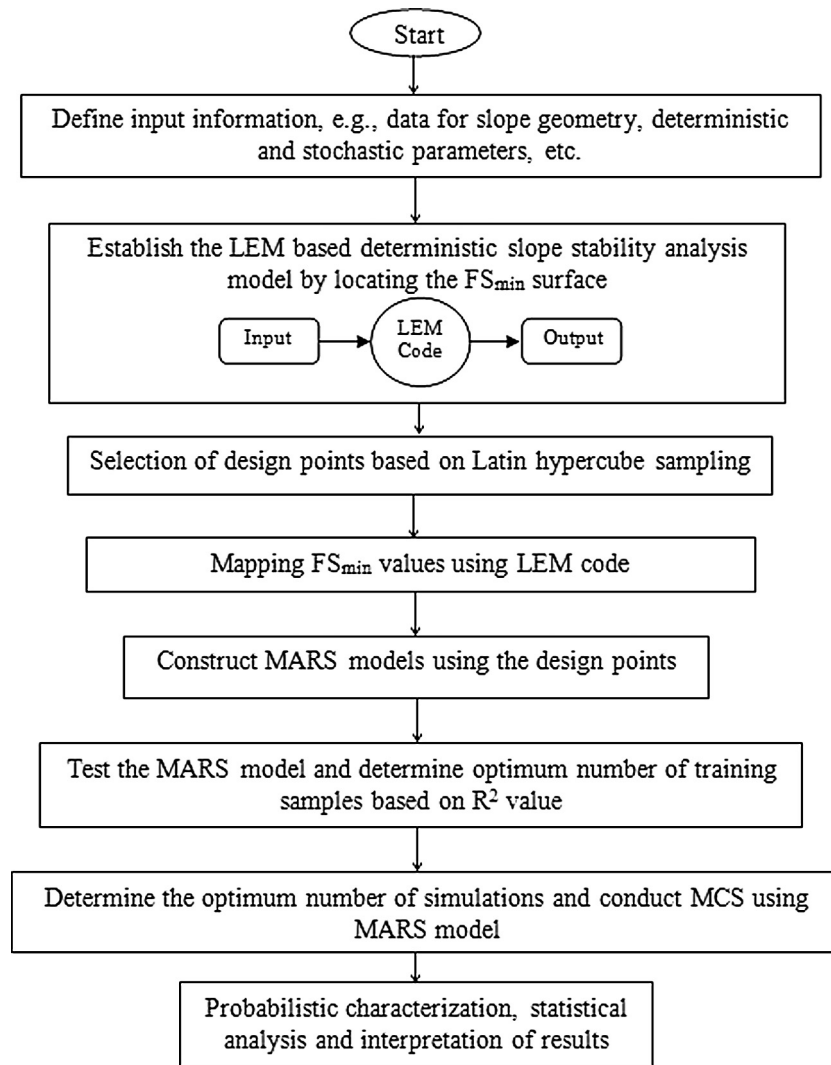 Start
Define input information, e.g., data for slope geometry, deterministic
and stochastic parameters, etc.
Establish the LEM based deterministic slope stability analysis
model by locating the FSmin surface
Input
LEM
Code
Output
Selection of design points based on Latin hypercube sampling
Mapping FSmin values using LEM code
Construct MARS models using the design points
Test the MARS model and determine optimum number of training
samples based on R² value
Determine the optimum number of simulations and conduct MCS using
MARS model
Probabilistic characterization, statistical
analysis and interpretation of results